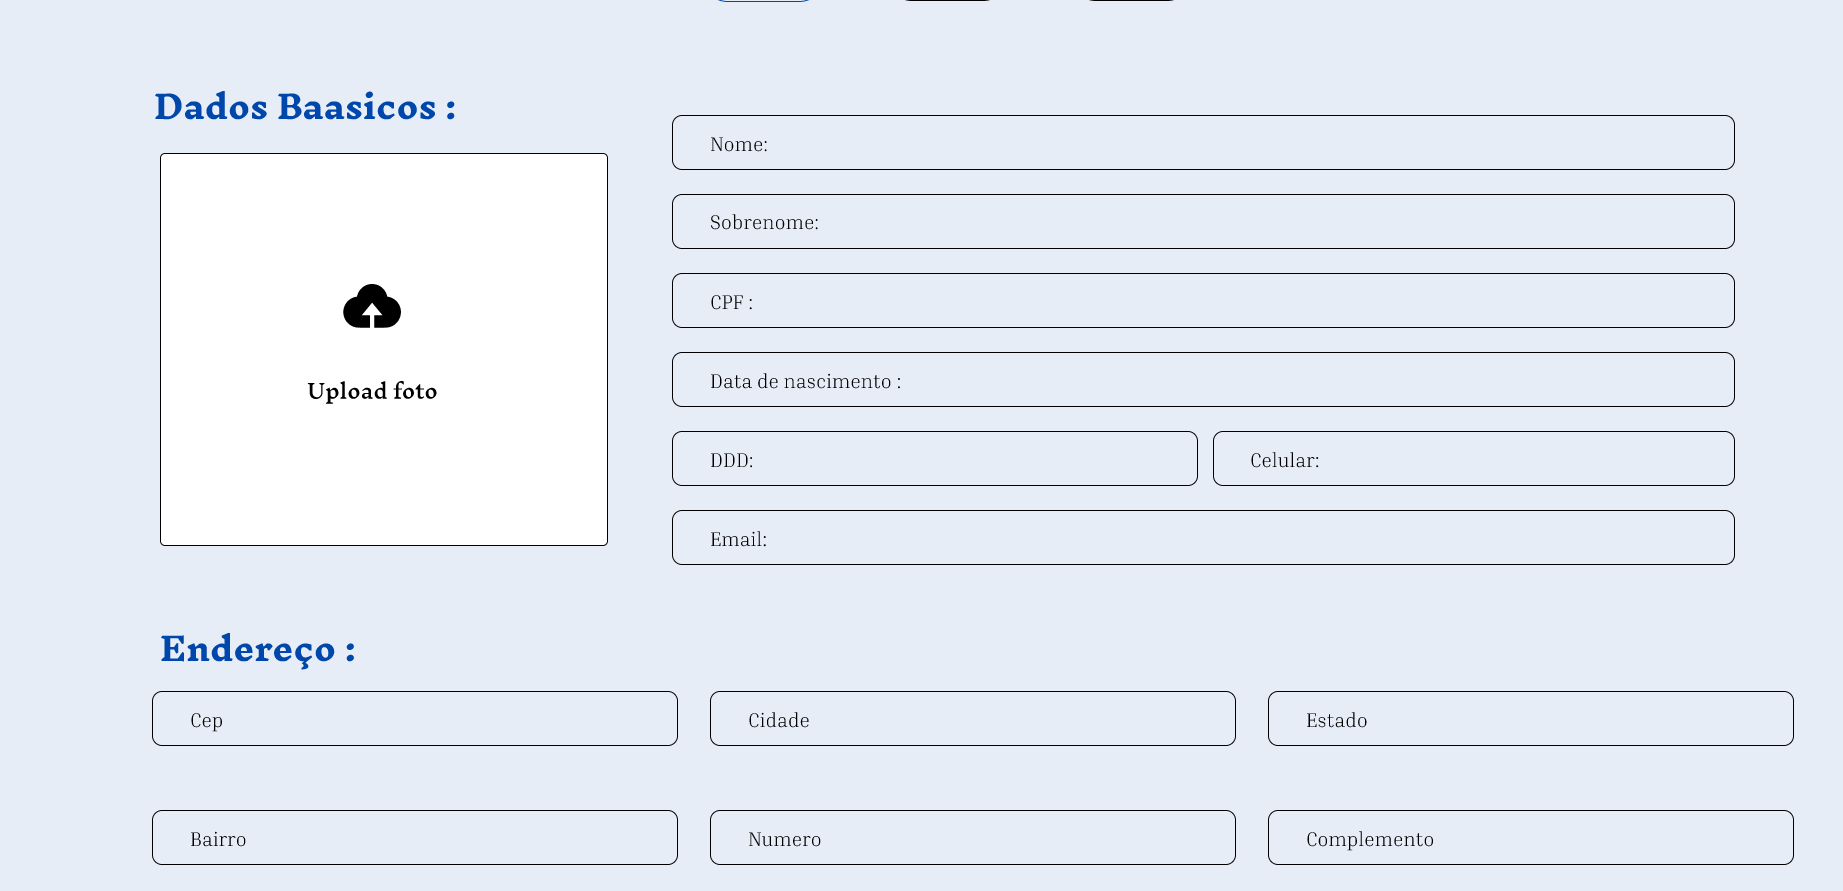 Dados Baasicos :
Upload foto
Nome:
Sobrenome:
CPF :
Data de nascimento :
DDD:
Celular:
Email:
Endereço :
Cep
Cidade
Estado
Bairro
Numero
Complemento